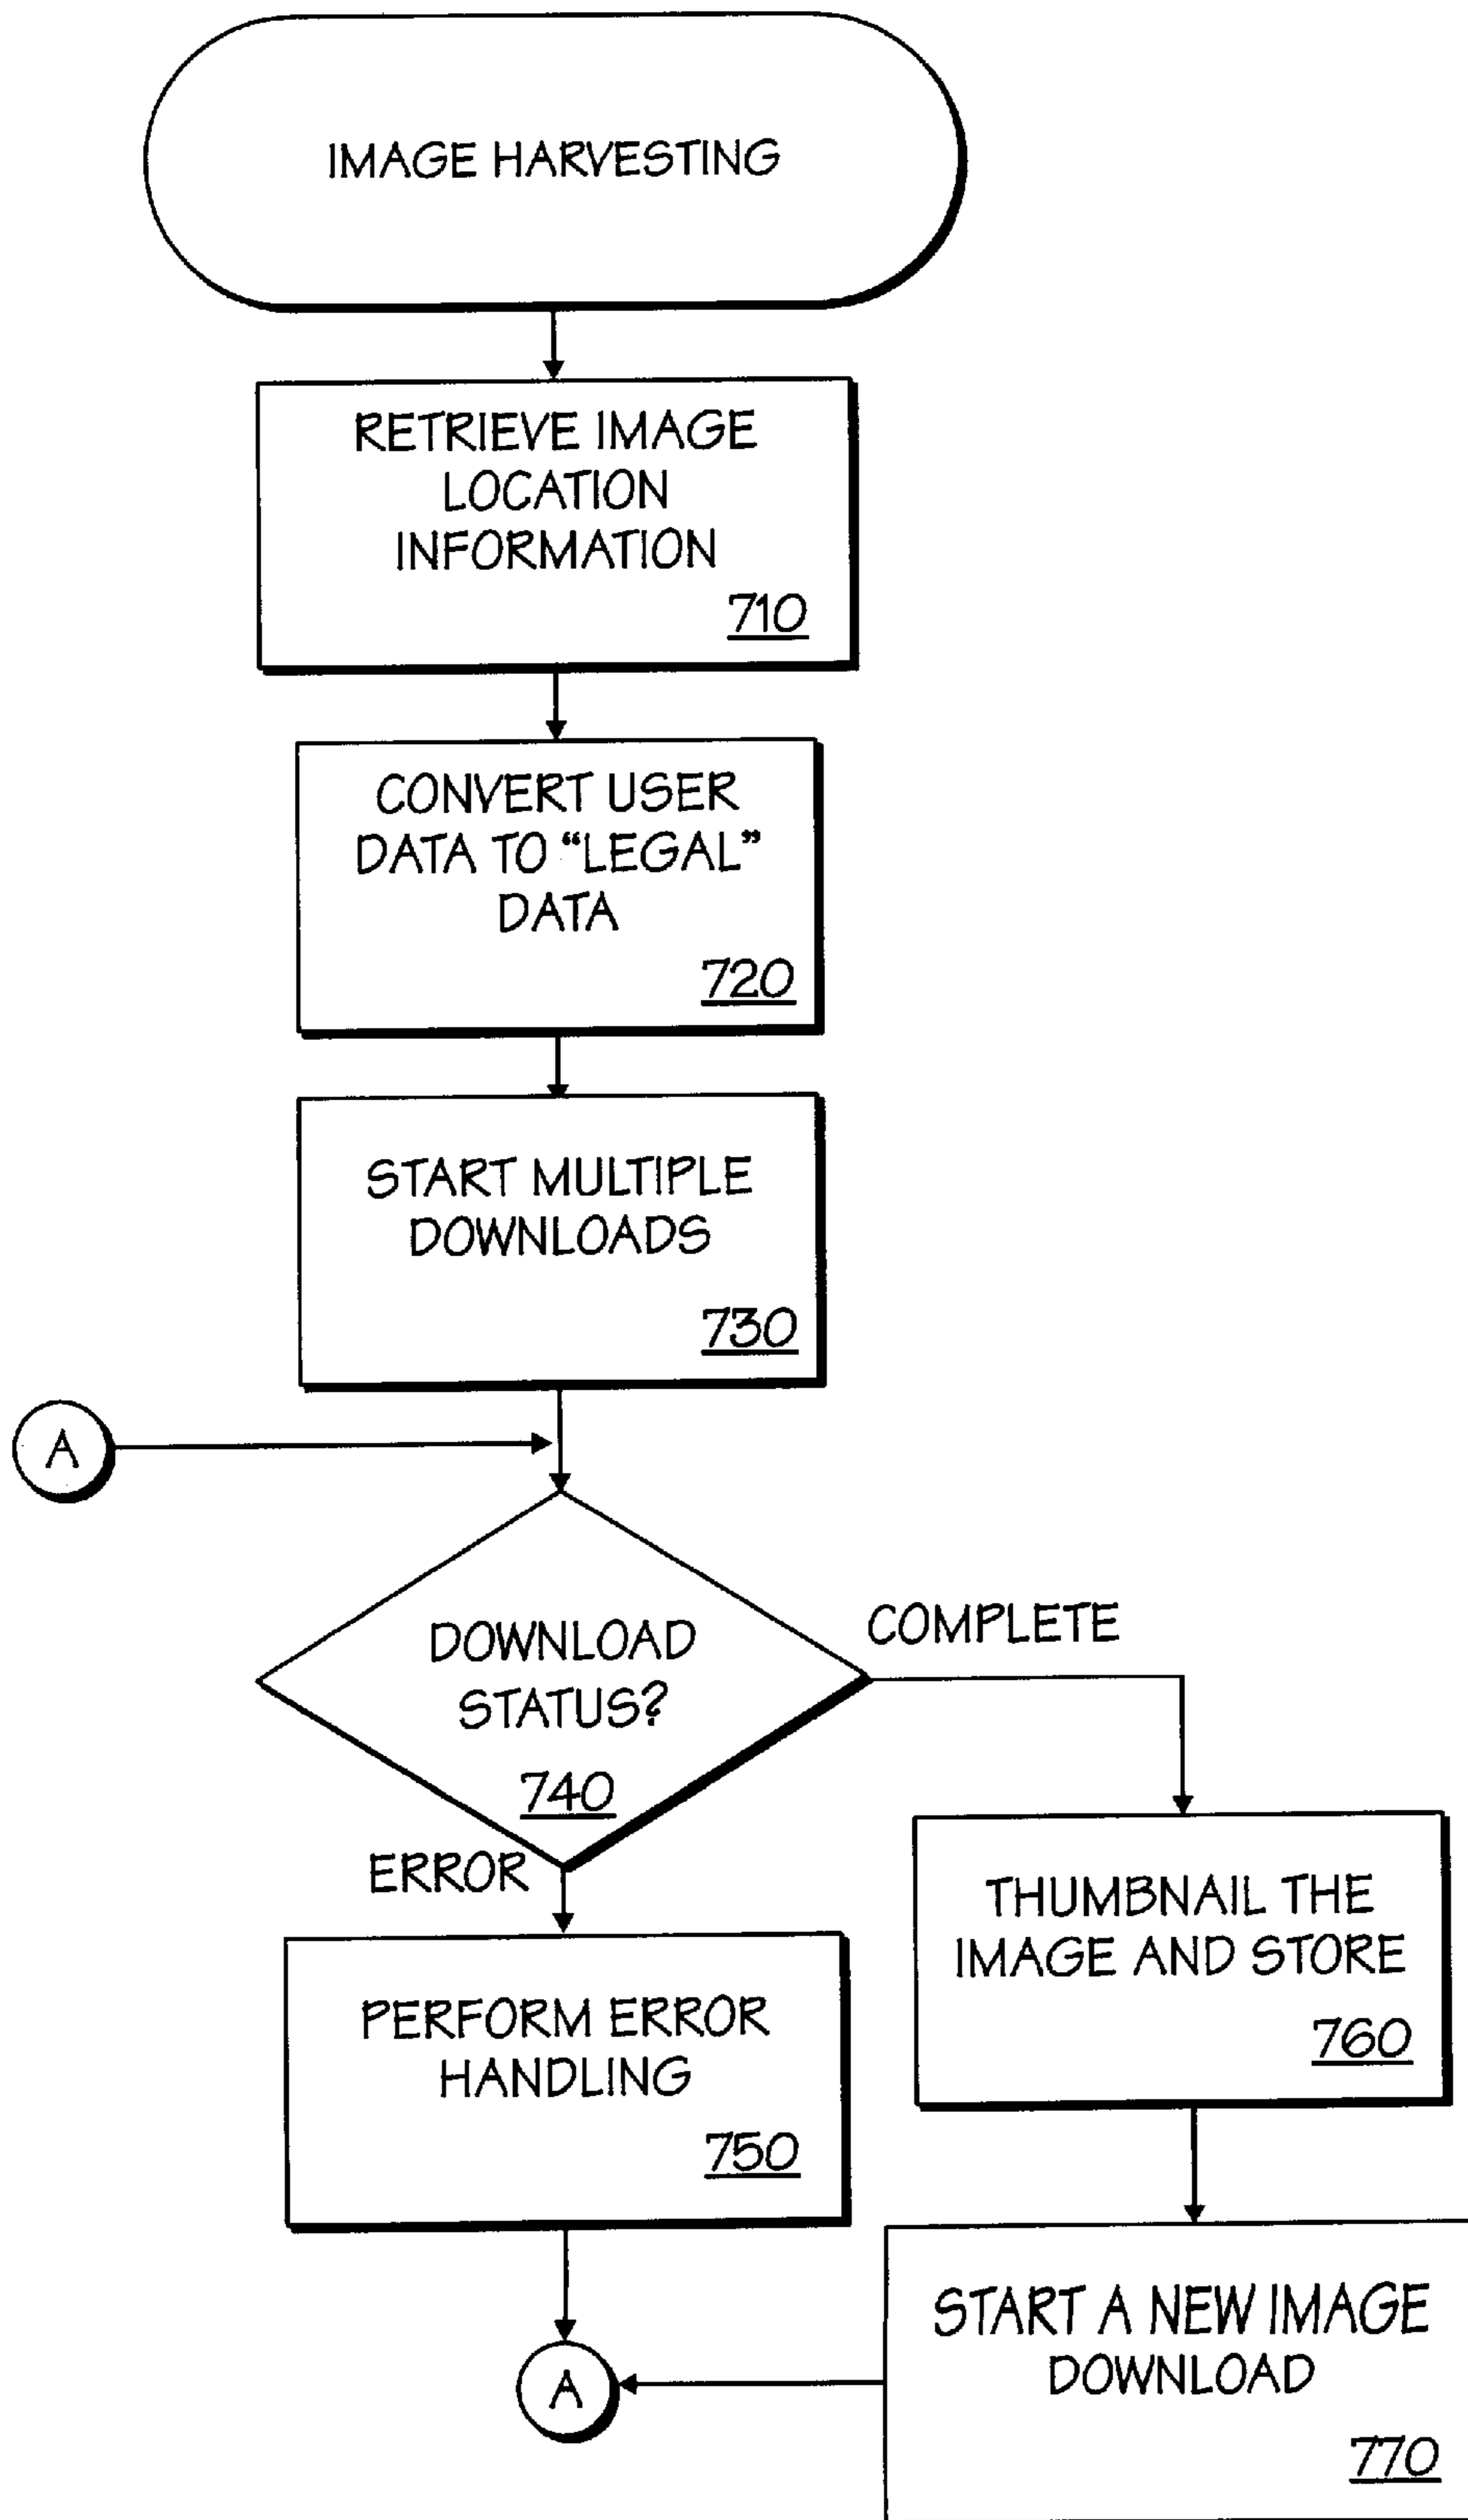 IMAGE HARVESTING
RETRIEVE IMAGE
LOCATION
INFORMATION
710
CONVERT USER
DATA TO “LEGAL”
DATA
720
START MULTIPLE
DOWNLOADS
730
A
DOWNLOAD
STATUS?
740
COMPLETE
ERROR
THUMBNAIL THE
IMAGE AND STORE
760
PERFORM ERROR
HANDLING
750
START A NEW IMAGE
DOWNLOAD
770
A